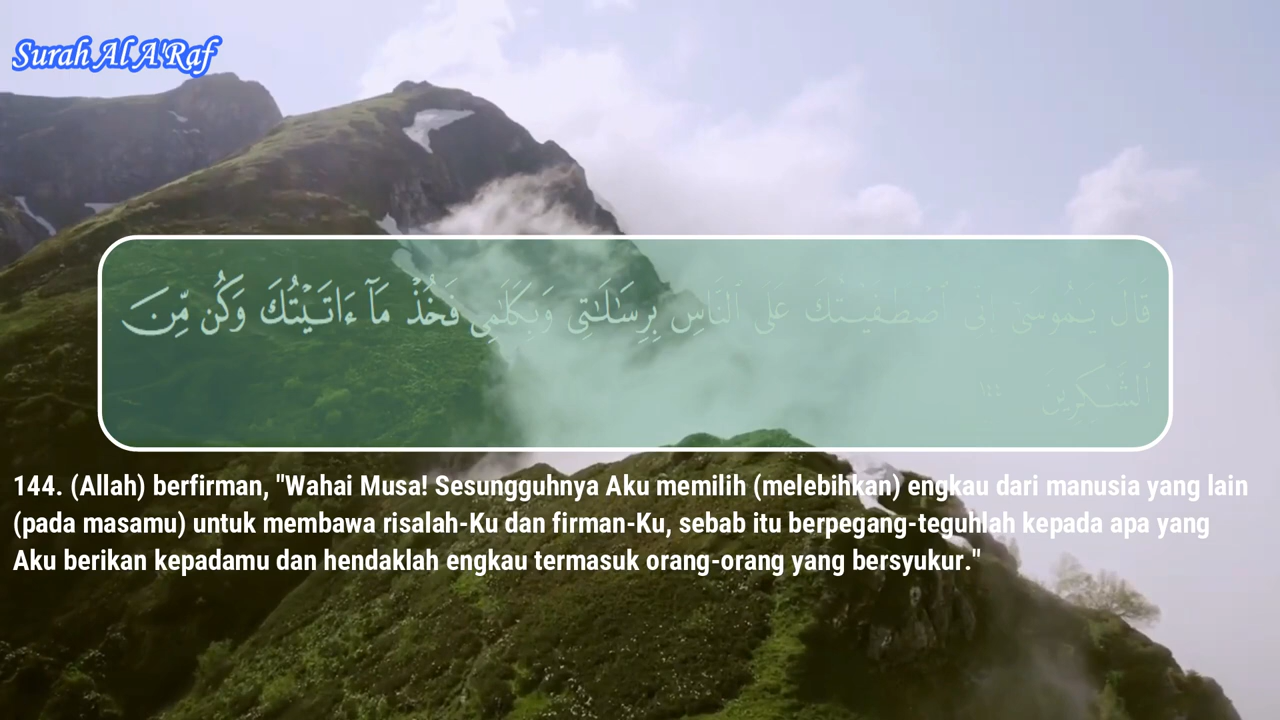 Surah Al A'Raf
قَالَ يَـٰمُوسَىٰٓ إِنِّى ٱصْطَفَيْتُكَ عَلَى ٱلنَّاسِ بِرِسَـٰلَـٰتِى وَبِكَلَـٰمِى فَخُذْ مَآ ءَاتَيْتُكَ وَكُن مِّنَ
ٱلشَّـٰكِرِينَ ١٤٤
144. (Allah) berfirman, "Wahai Musa! Sesungguhnya Aku memilih (melebihkan) engkau dari manusia yang lain
(pada masamu) untuk membawa risalah-Ku dan firman-Ku, sebab itu berpegang-teguhlah kepada apa yang
Aku berikan kepadamu dan hendaklah engkau termasuk orang-orang yang bersyukur."